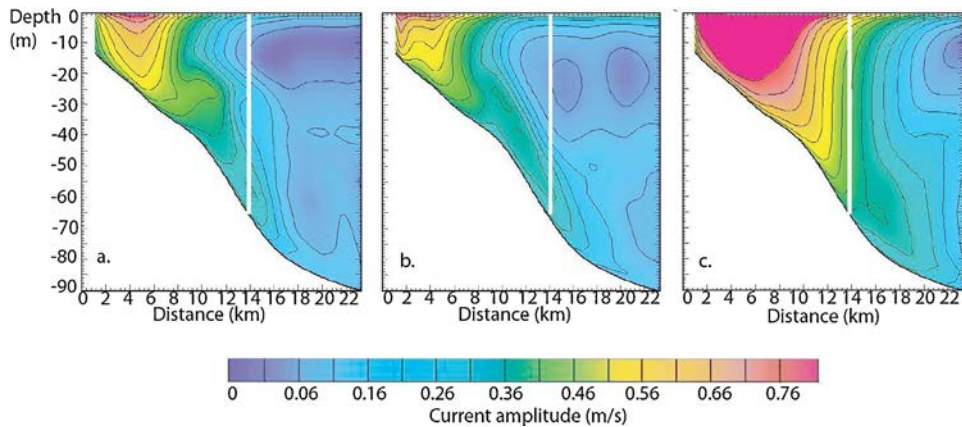 Depth 0
(m) -10
-20
-30
-40
-50
-60
-70
-80
-90
a.
0 2 4 6 8 10 12 14 16 18 20 22
Distance (km)
b.
0 2 4 6 8 10 12 14 16 18 20 22
Distance (km)
c.
0 2 4 6 8 10 12 14 16 18 20 22
Distance (km)
0 0.06 0.16 0.26 0.36 0.46 0.56 0.66 0.76
Current amplitude (m/s)